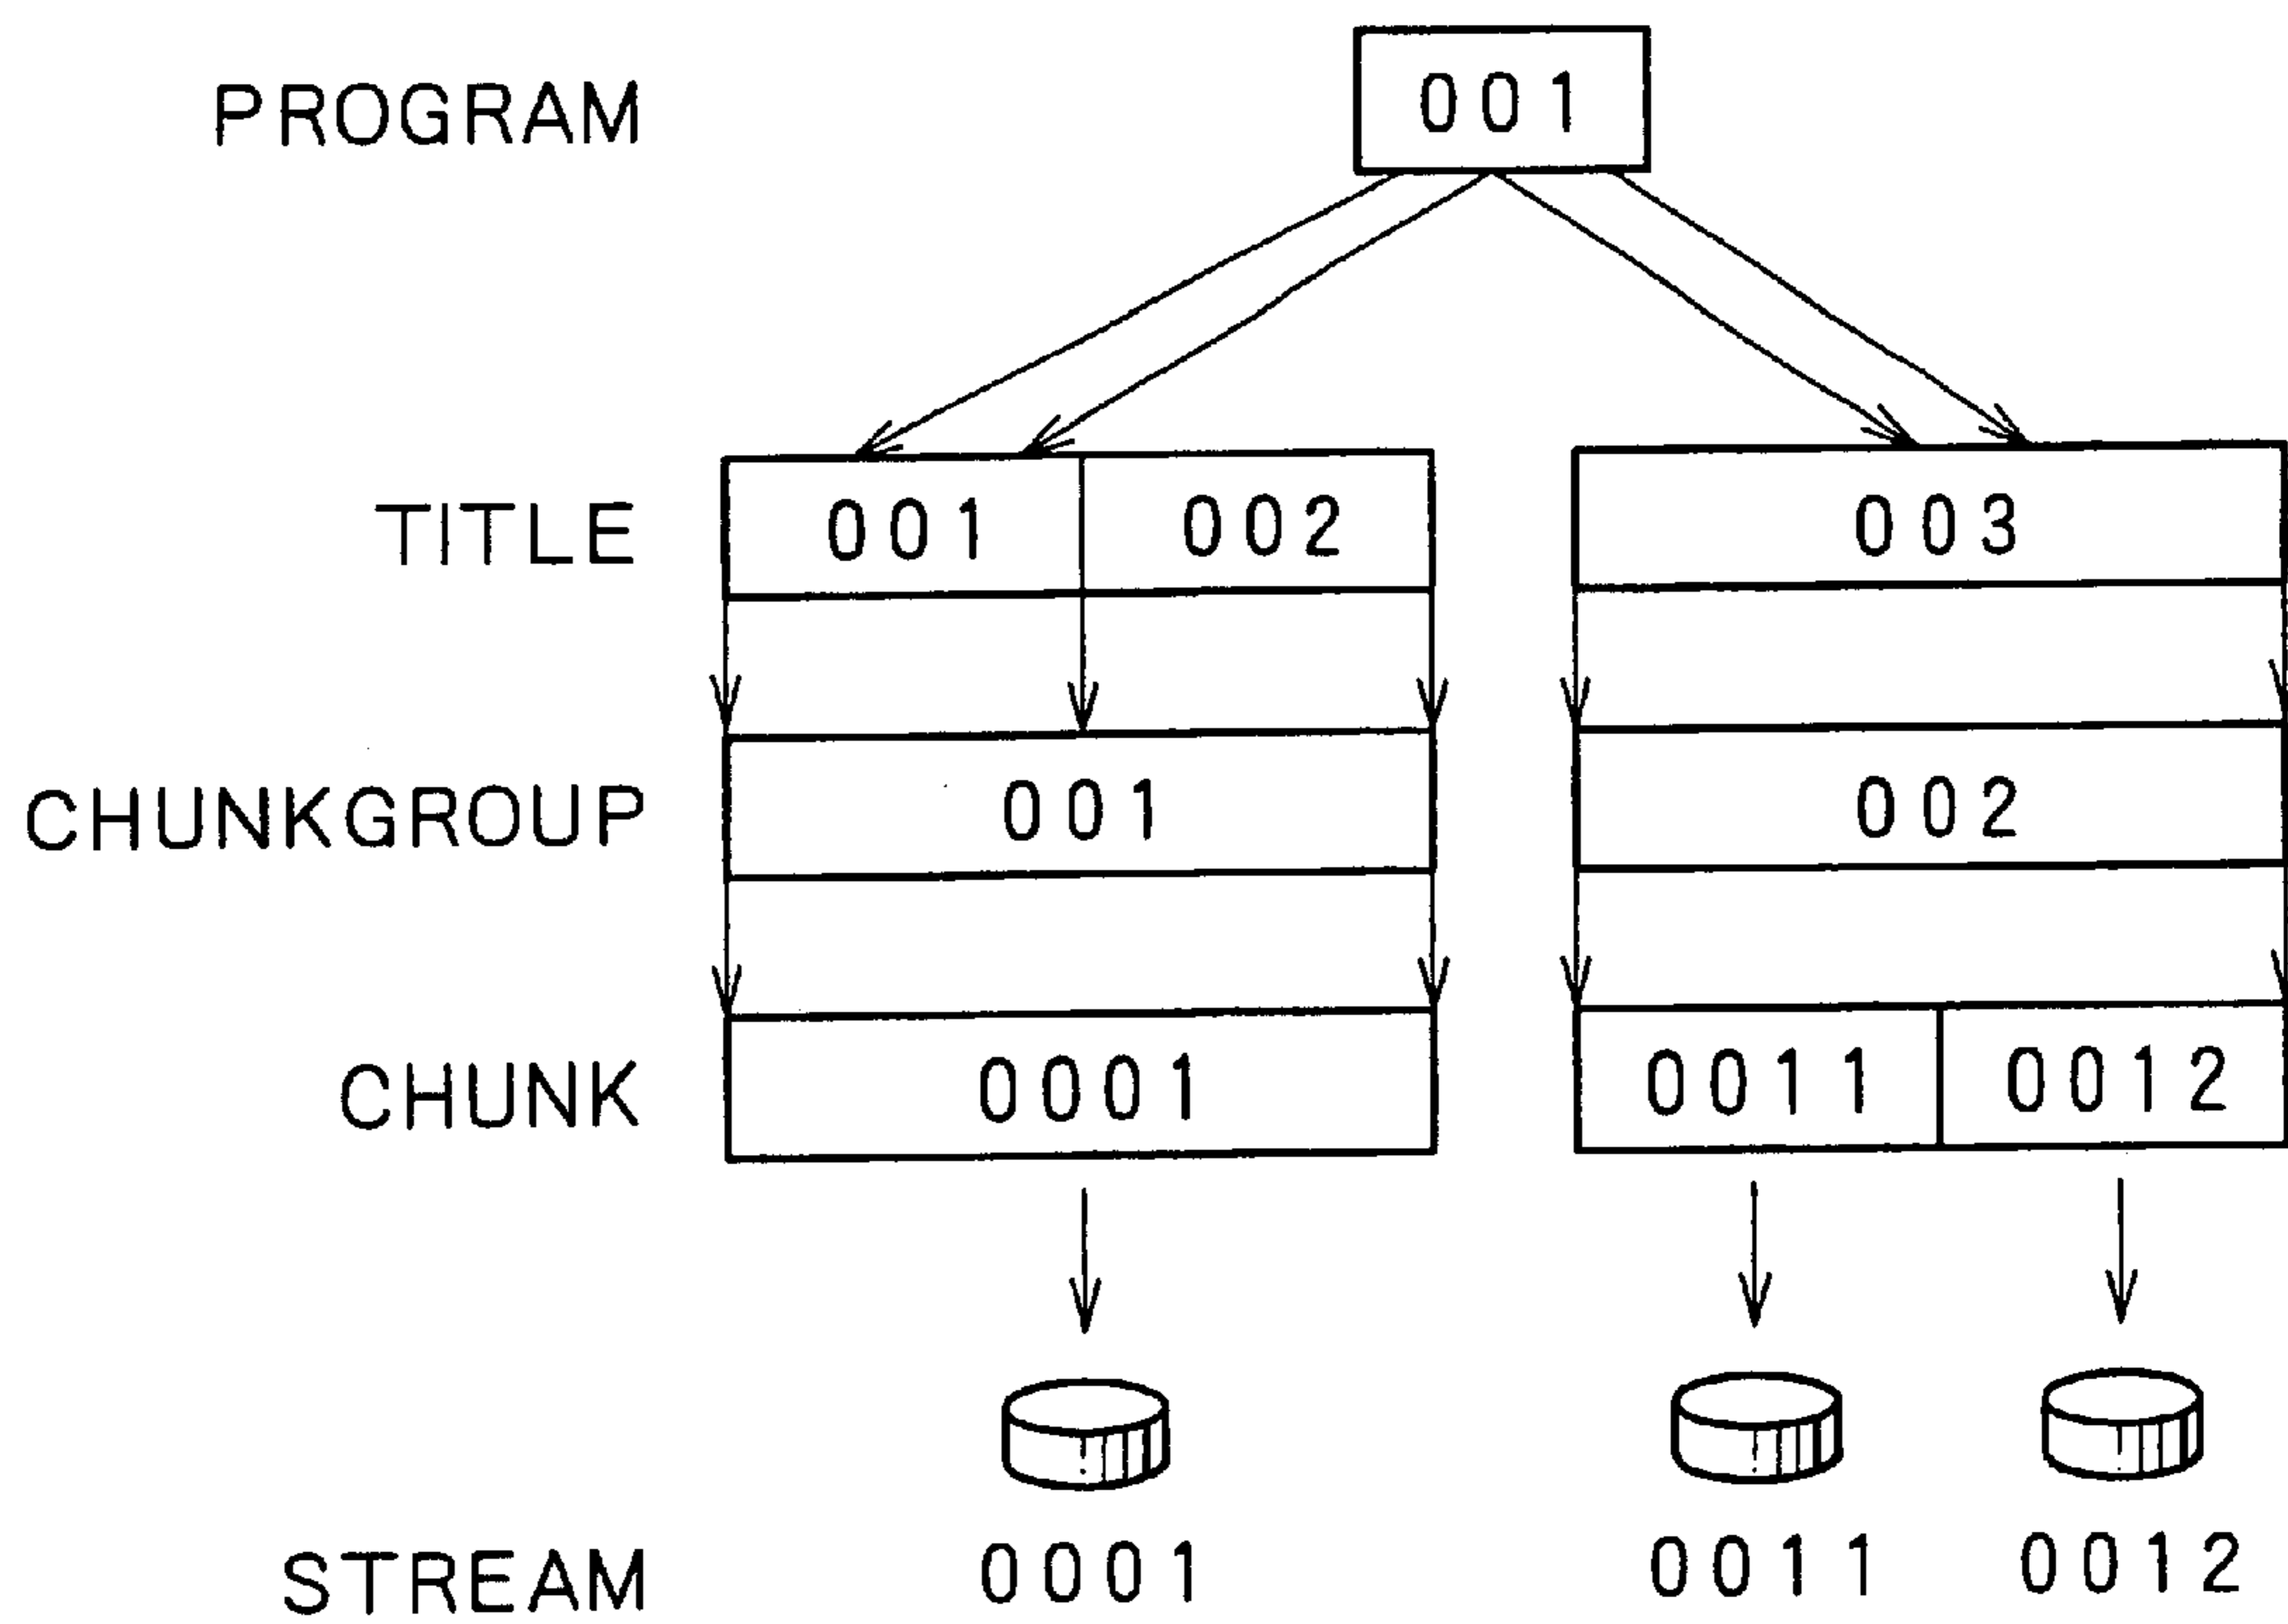 PROGRAM 001
TITLE 001 002 003
CHUNKGROUP 001 002
CHUNK 0001 0011 0012
STREAM 0001 0011 0012